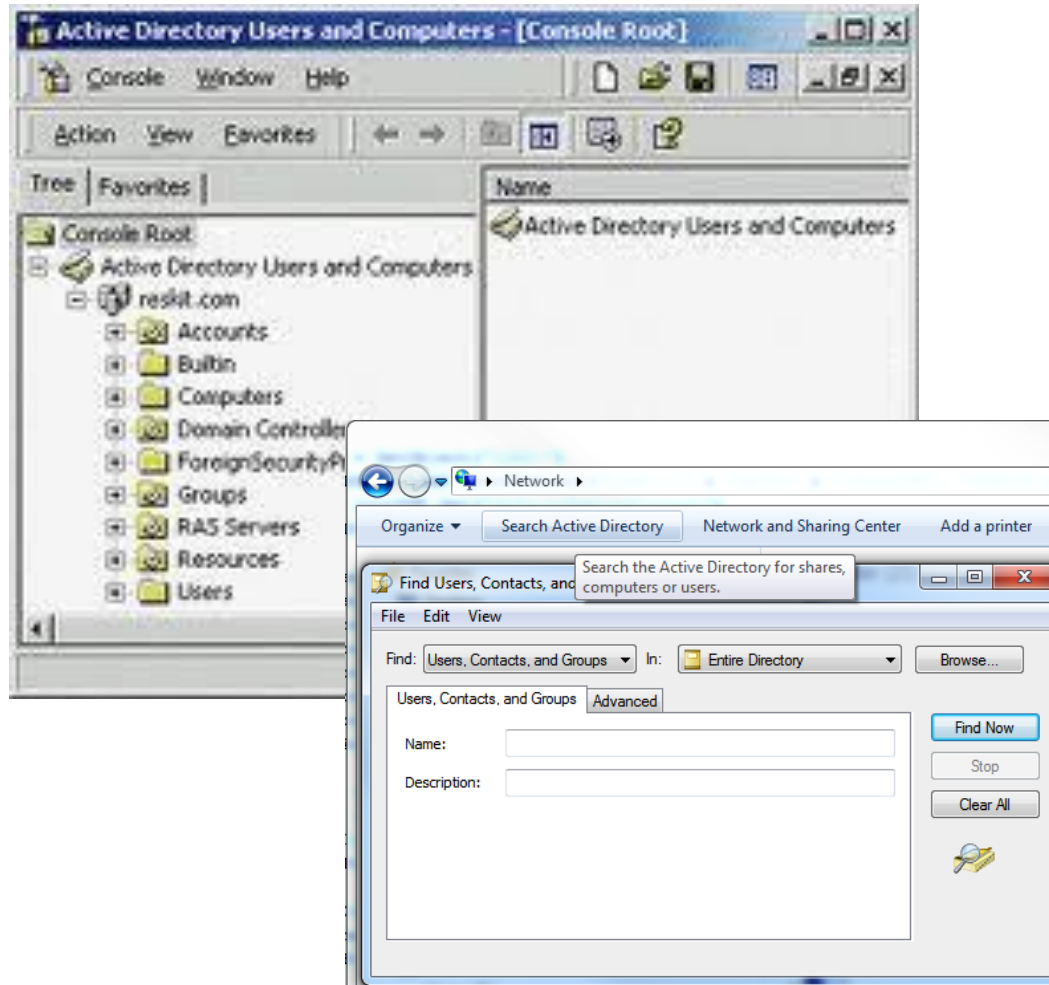 Active Directory Users and Computers - [Console Root]
Console Window Help
Action View Favorites
Tree Favorites
Name
Console Root
Active Directory Users and Computers
reskit.com
Accounts
Builtin
Computers
Domain Controller
ForeignSecurityPr
Groups
RAS Servers
Resources
Users
Active Directory Users and Computers
Network
Organize Search Active Directory Network and Sharing Center Add a printer
Search the Active Directory for shares,
computers or users.
Find Users, Contacts, and
File Edit View
Find: Users, Contacts, and Groups In: Entire Directory Browse...
Users, Contacts, and Groups Advanced
Name:
Description:
Find Now
Stop
Clear All